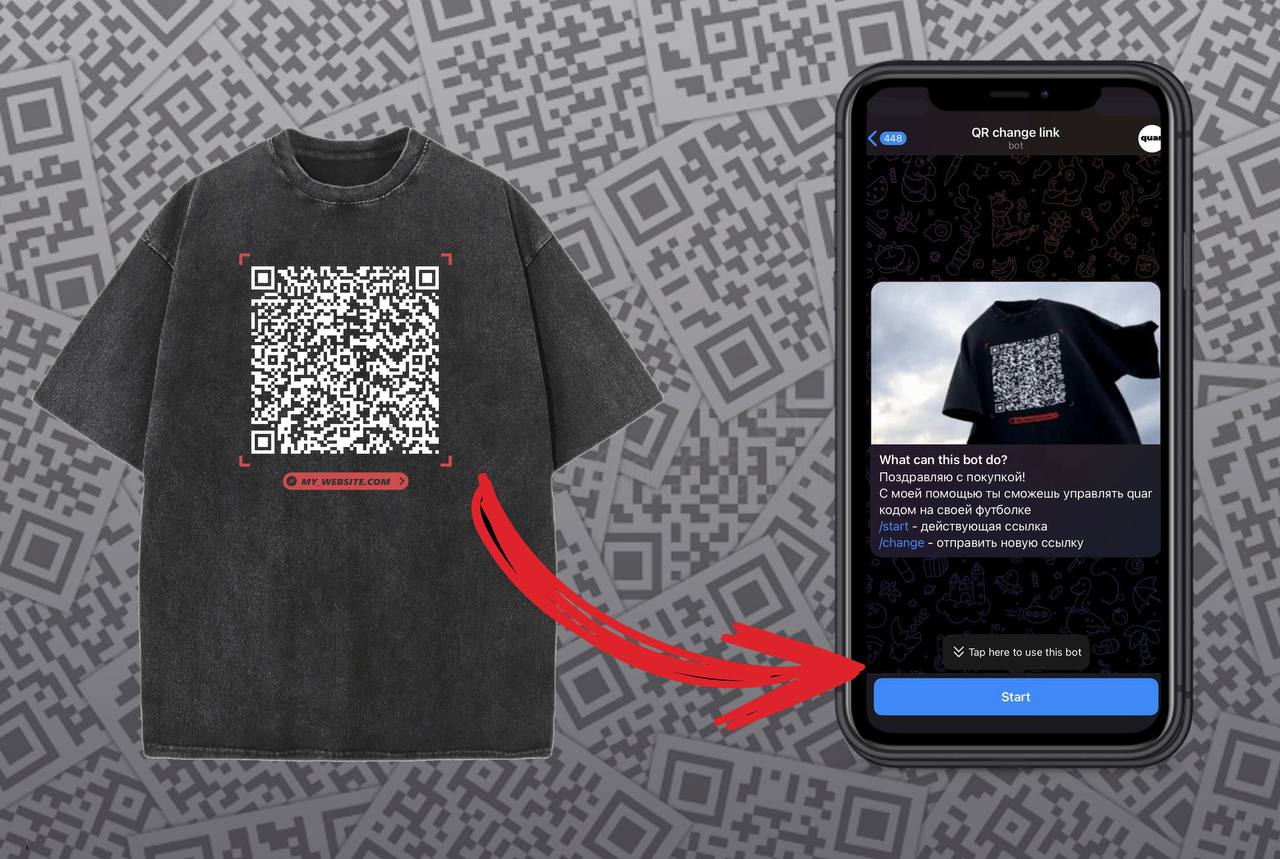 MY_WEBSITE.COM
448
QR change link
bot
quar
What can this bot do?
Поздравляю с покупкой!
С моей помощью ты сможешь управлять quar
кодом на своей футболке
/start - действующая ссылка
/change - отправить новую ссылку
Tap here to use this bot
Start